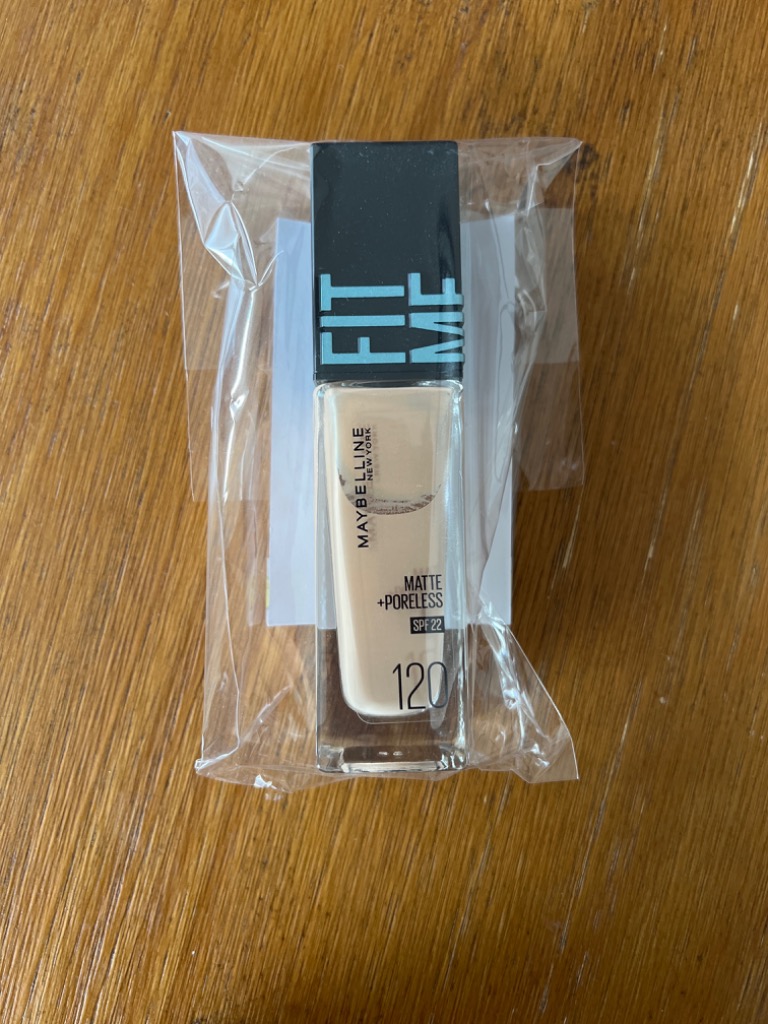 FIT
ME
MAYBELLINE
NEW YORK
MATTE
+PORELESS
SPF 22
120